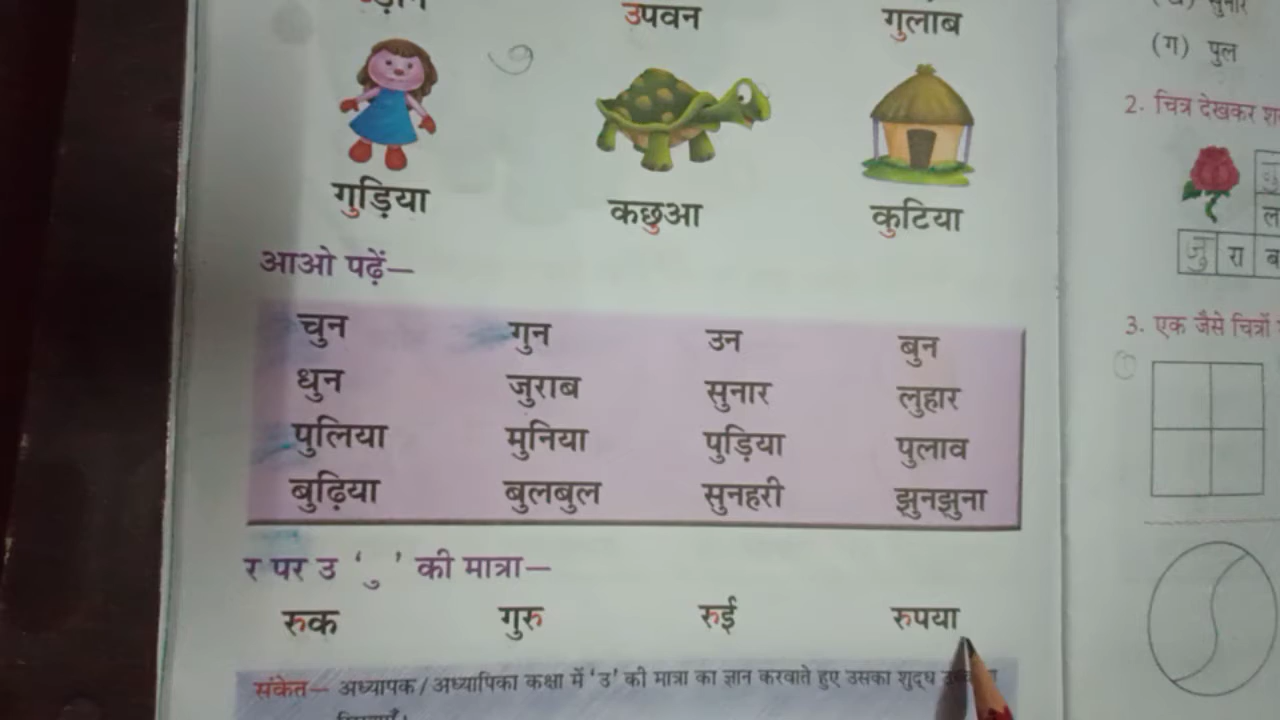 उपवन गुलाब
गुड़िया कछुआ कुटिया
आओ पढ़ें—
चुन गुन उन बुन
धुन जुराब सुनार लुहार
पुलिया मुनिया पुड़िया पुलाव
बुढ़िया बुलबुल सुनहरी झुनझुना
र पर उ ‘ ु ’ की मात्रा—
रुक गुरु रुई रुपया
संकेत— अध्यापक/अध्यापिका कक्षा में ‘उ’ की मात्रा का ज्ञान करवाते हुए उसका शुद्ध
(ग) पुल
2. चित्र देखकर
ल
जु रा ब
3. एक जैसे चित्रों